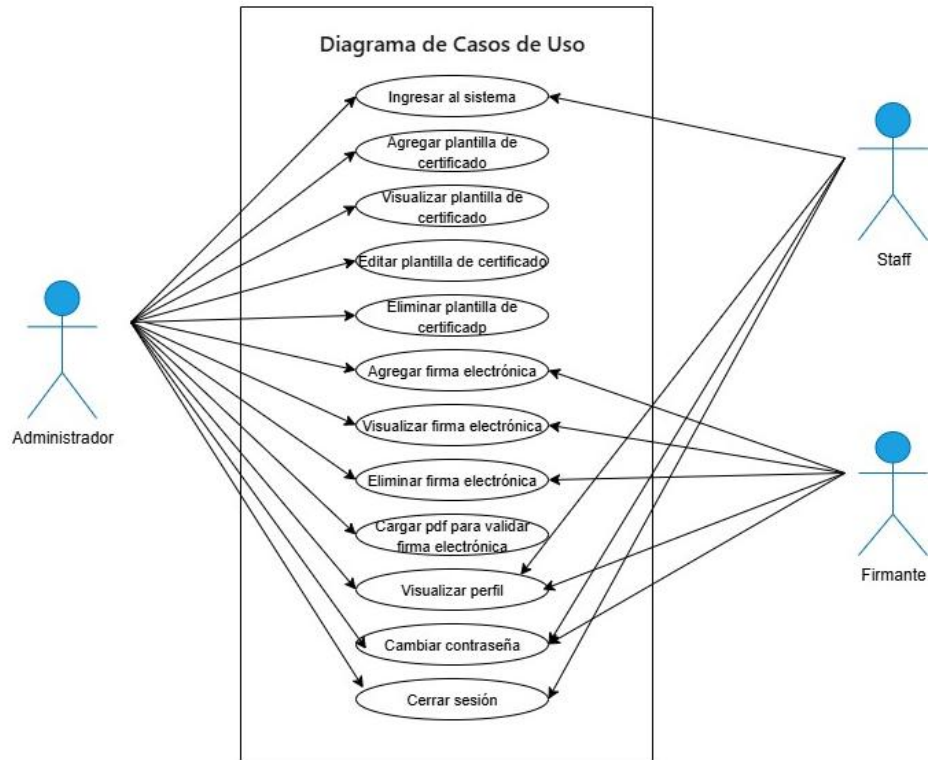 Diagrama de Casos de Uso
Ingresar al sistema
Agregar plantilla de
certificado
Visualizar plantilla de
certificado
Editar plantilla de certificado
Eliminar plantilla de
certificadp
Agregar firma electrónica
Visualizar firma electrónica
Eliminar firma electrónica
Cargar pdf para validar
firma electrónica
Visualizar perfil
Cambiar contraseña
Cerrar sesión
Administrador
Staff
Firmante